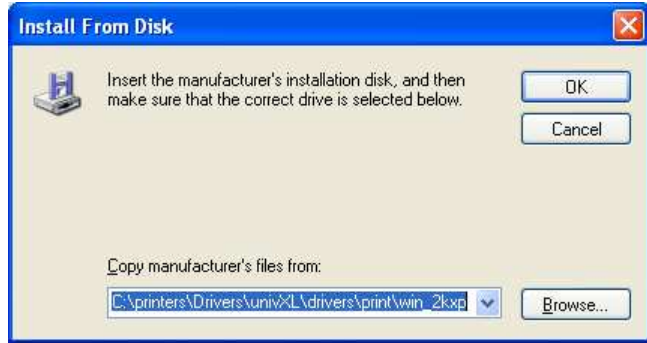 Install From Disk
Insert the manufacturer's installation disk, and then
make sure that the correct drive is selected below.
OK
Cancel
Copy manufacturer's files from:
C:\printers\Drivers\univXL\drivers\print\win_2kxp
Browse...